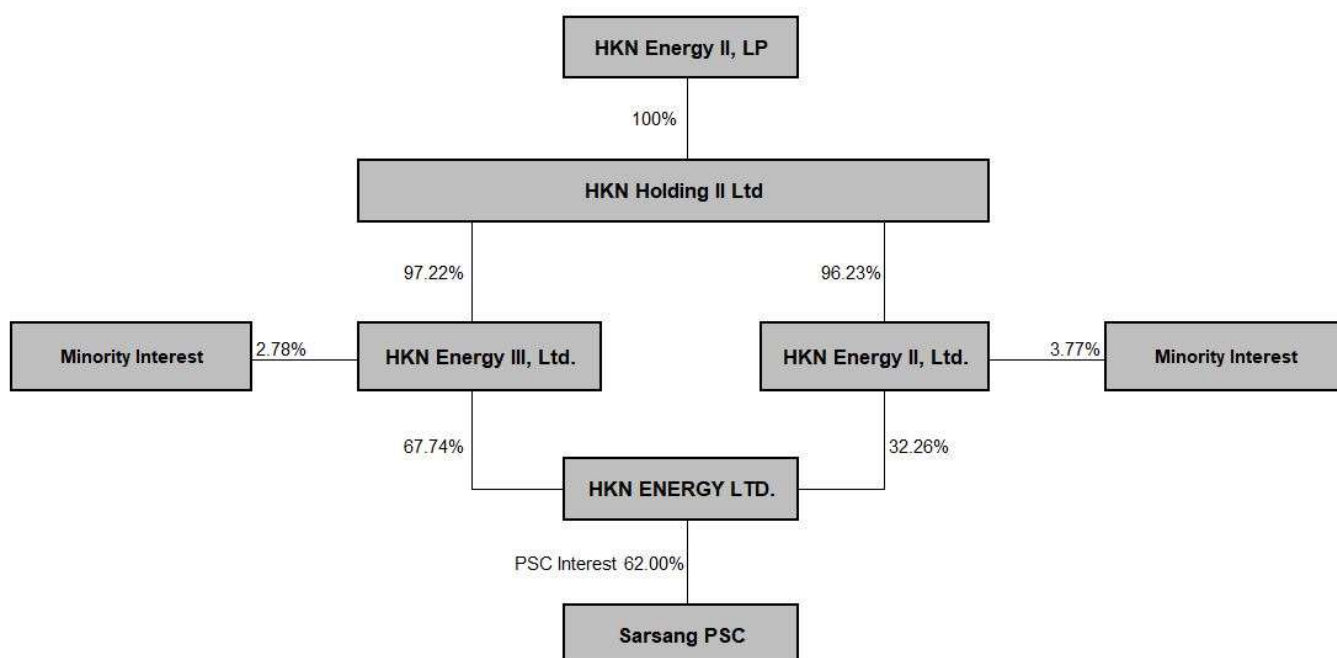 HKN Energy II, LP
100%
HKN Holding II Ltd
97.22%
96.23%
Minority Interest
2.78%
HKN Energy III, Ltd.
HKN Energy II, Ltd.
3.77%
Minority Interest
67.74%
32.26%
HKN ENERGY LTD.
PSC Interest 62.00%
Sarsang PSC